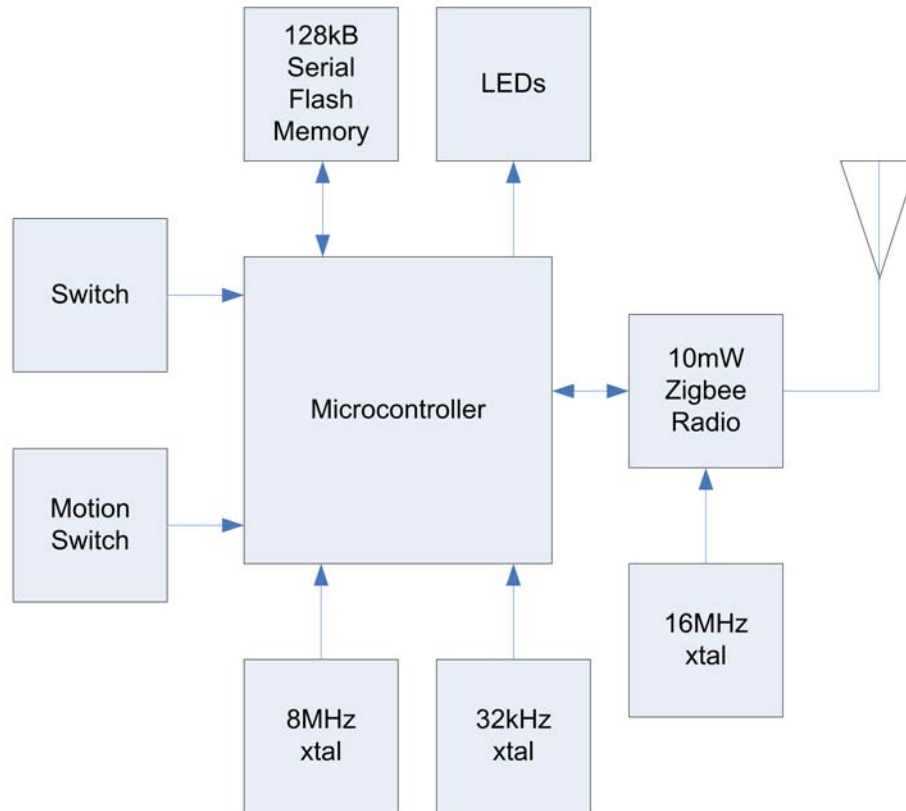 128kB
Serial
Flash
Memory
LEDs
Switch
Microcontroller
10mW
Zigbee
Radio
Motion
Switch
16MHz
xtal
8MHz
xtal
32kHz
xtal